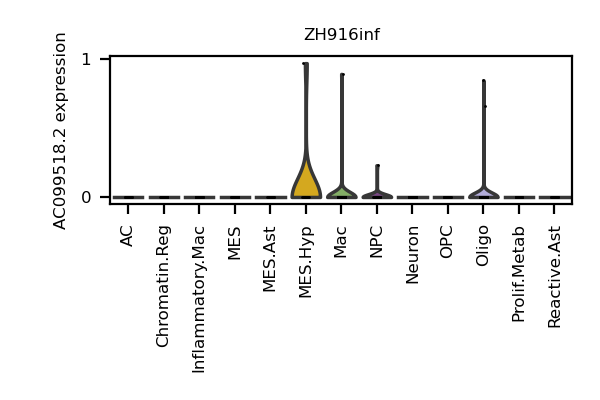 ZH916inf
AC099518.2 expression
1
0
AC
Chromatin.Reg
Inflammatory.Mac
MES
MES.Ast
MES.Hyp
Mac
NPC
Neuron
OPC
Oligo
Prolif.Metab
Reactive.Ast